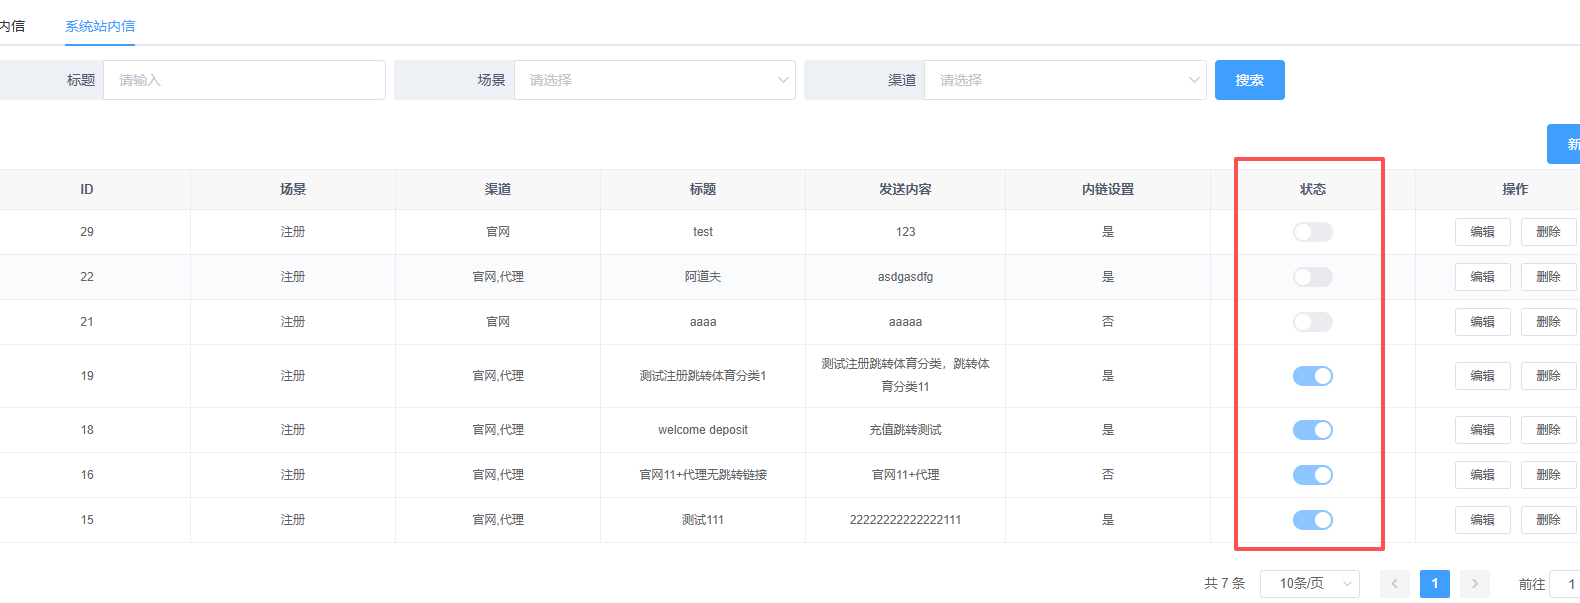 内信 系统站内信
标题 请输入 场景 请选择 渠道 请选择 搜索
新
ID 场景 渠道 标题 发送内容 内链设置 状态 操作
29 注册 官网 test 123 是 编辑 删除
22 注册 官网,代理 阿道夫 asdgasdfg 是 编辑 删除
21 注册 官网 aaaa aaaaa 否 编辑 删除
19 注册 官网,代理 测试注册跳转体育分类1 测试注册跳转体育分类，跳转体 是 编辑 删除
育分类11
18 注册 官网,代理 welcome deposit 充值跳转测试 是 编辑 删除
16 注册 官网,代理 官网11+代理无跳转链接 官网11+代理 否 编辑 删除
15 注册 官网,代理 测试111 22222222222222111 是 编辑 删除
共 7 条 10条/页 1 前往 1